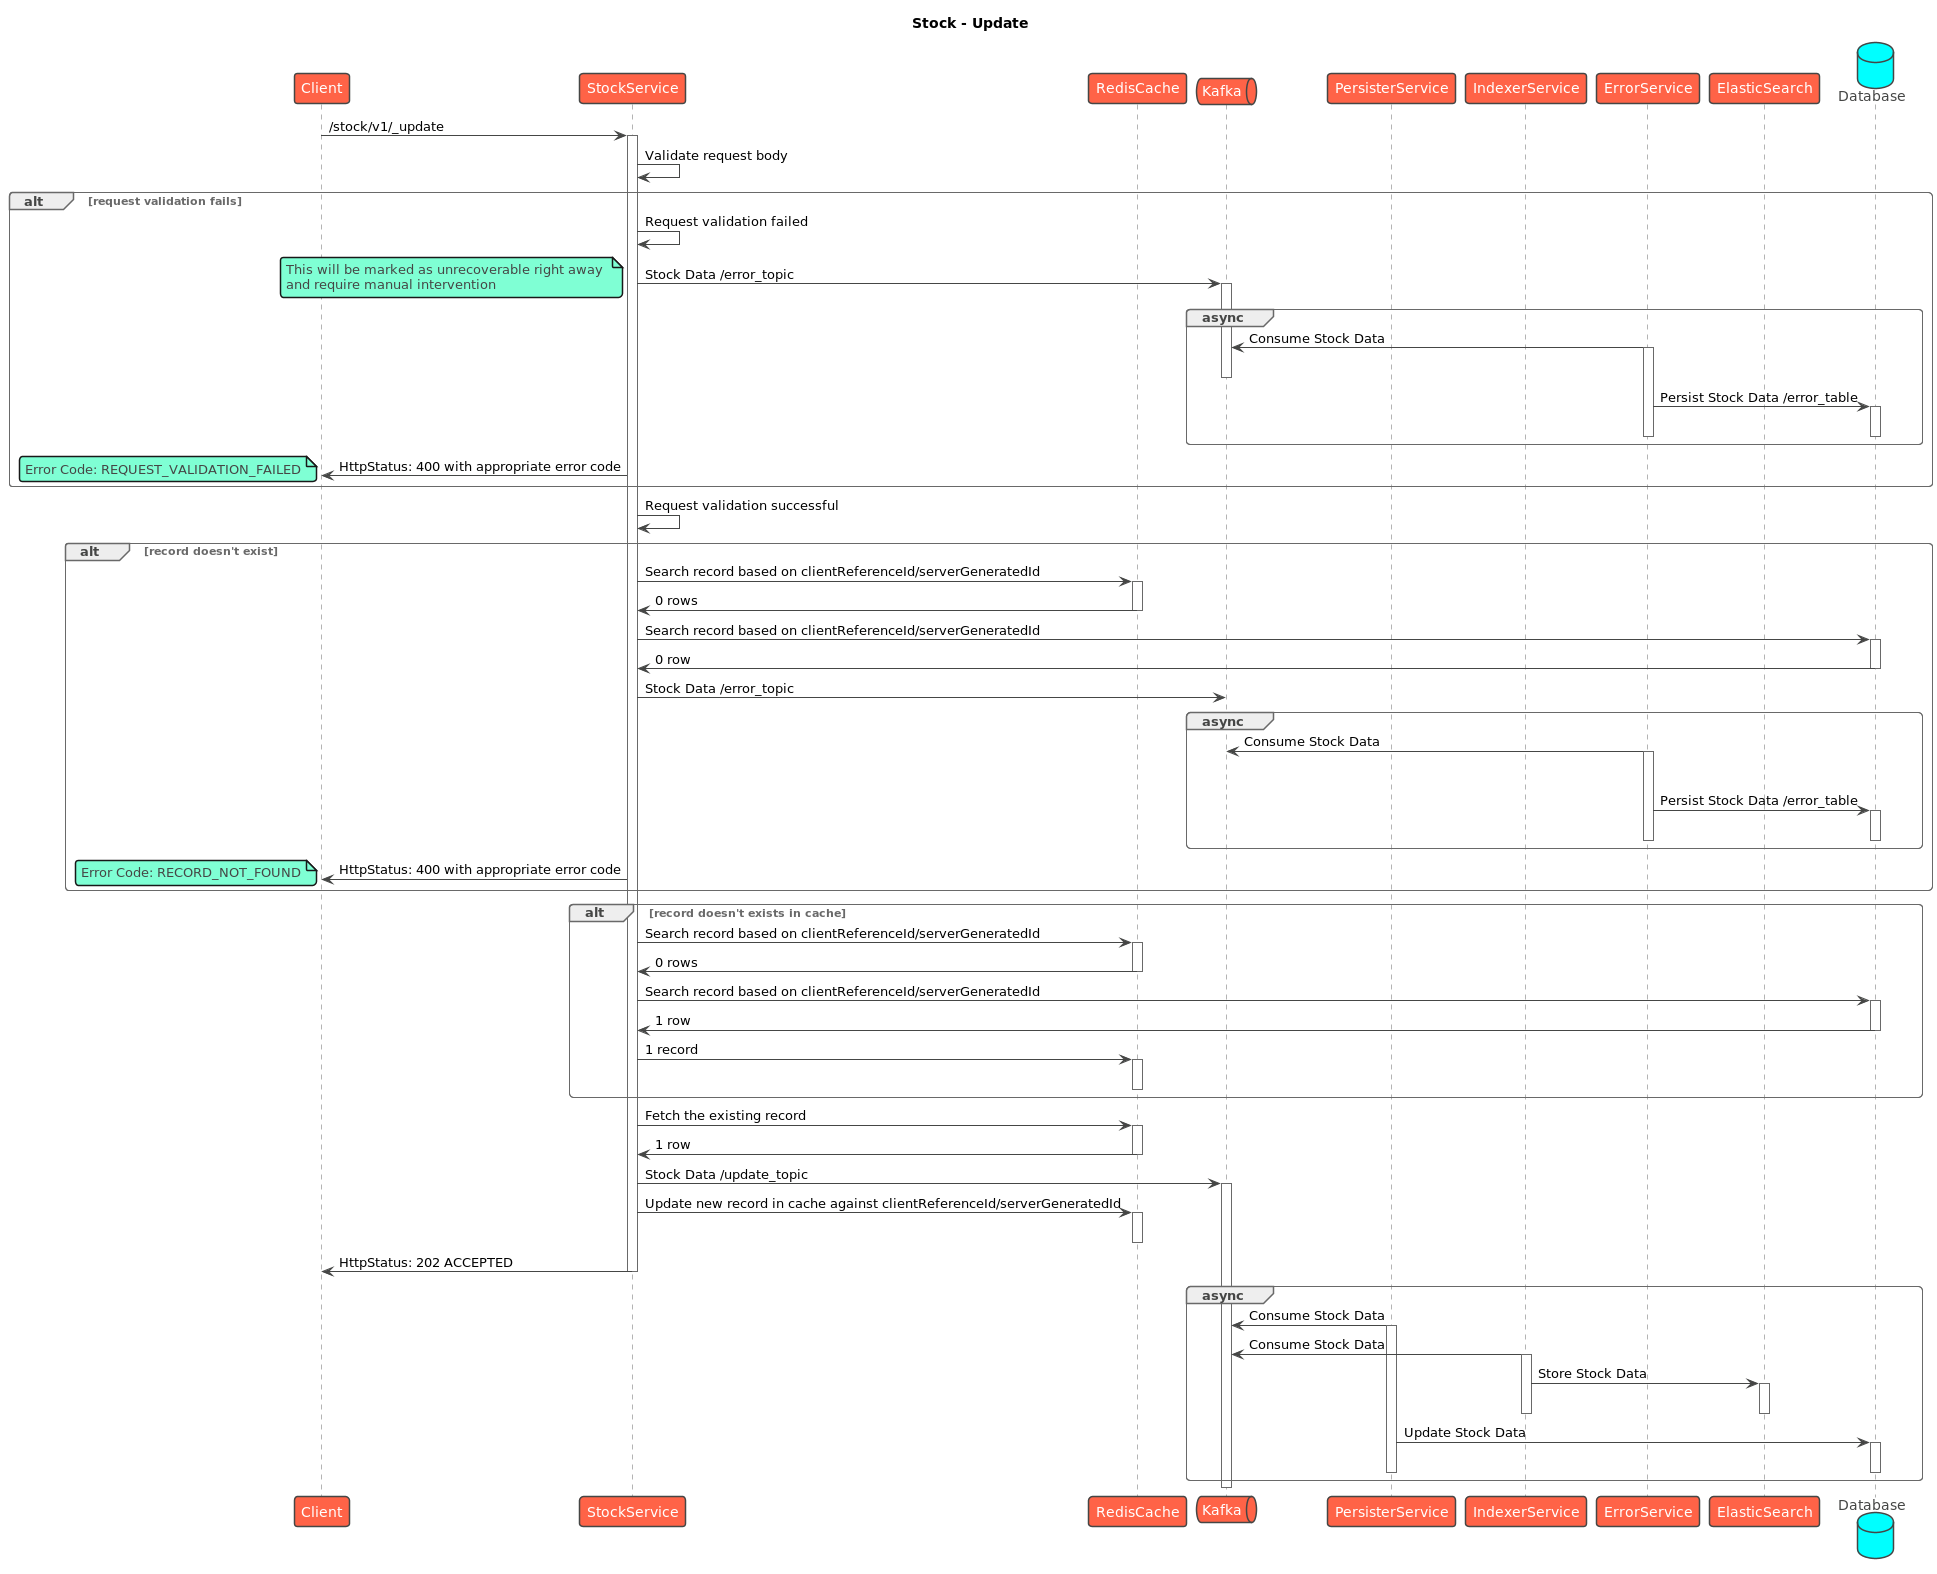 Stock - Update
Client
StockService
RedisCache
Kafka
PersisterService
IndexerService
ErrorService
ElasticSearch
Database
/stock/v1/_update
Validate request body
alt [request validation fails]
Request validation failed
This will be marked as unrecoverable right away
and require manual intervention
Stock Data /error_topic
async
Consume Stock Data
Persist Stock Data /error_table
Error Code: REQUEST_VALIDATION_FAILED
HttpStatus: 400 with appropriate error code
Request validation successful
alt [record doesn't exist]
Search record based on clientReferenceId/serverGeneratedId
0 rows
Search record based on clientReferenceId/serverGeneratedId
0 row
Stock Data /error_topic
async
Consume Stock Data
Persist Stock Data /error_table
Error Code: RECORD_NOT_FOUND
HttpStatus: 400 with appropriate error code
alt [record doesn't exists in cache]
Search record based on clientReferenceId/serverGeneratedId
0 rows
Search record based on clientReferenceId/serverGeneratedId
1 row
1 record
Fetch the existing record
1 row
Stock Data /update_topic
Update new record in cache against clientReferenceId/serverGeneratedId
HttpStatus: 202 ACCEPTED
async
Consume Stock Data
Consume Stock Data
Store Stock Data
Update Stock Data
Client
StockService
RedisCache
Kafka
PersisterService
IndexerService
ErrorService
ElasticSearch
Database